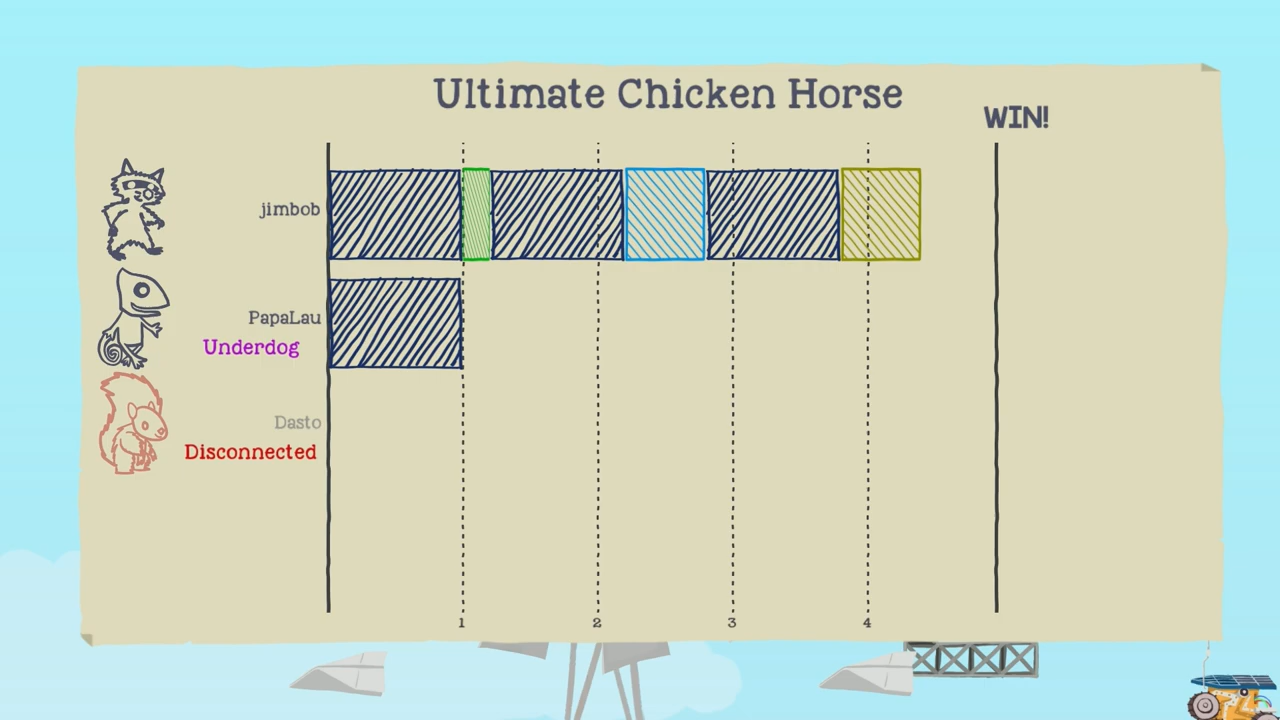 Ultimate Chicken Horse
WIN!
jimbob
PapaLau
Underdog
Dasto
Disconnected
1 2 3 4